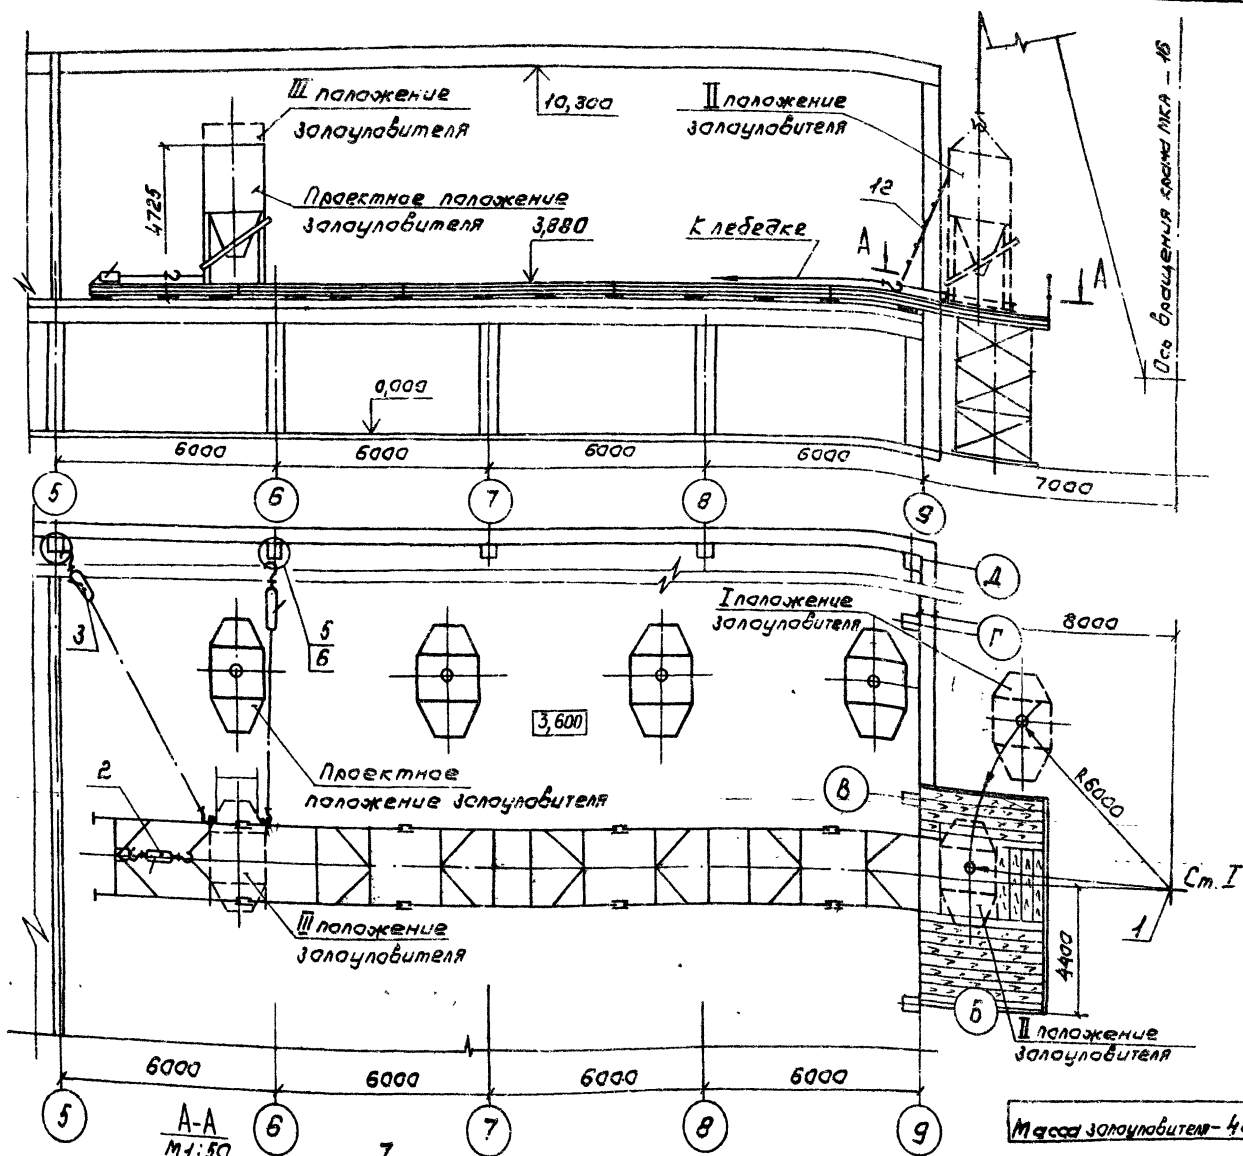 III положение
золоуловителя
10,300
II положение
золоуловителя
Ось вращения крана МКА - 16
4725
Проектное положение
золоуловителя
3,880
К лебедке
12
А
А
0,000
6000
6000
6000
6000
7000
5
6
7
8
9
Д
Г
3
5
6
I положение
золоуловителя
8000
3,600
2
Проектное
положение золоуловителя
В
R6000
Ст. I
1
III положение
золоуловителя
4400
Б
II положение
золоуловителя
6000
6000
6000
6000
5
6
7
8
9
А-А
М1:50
7
Масса золоуловителя-